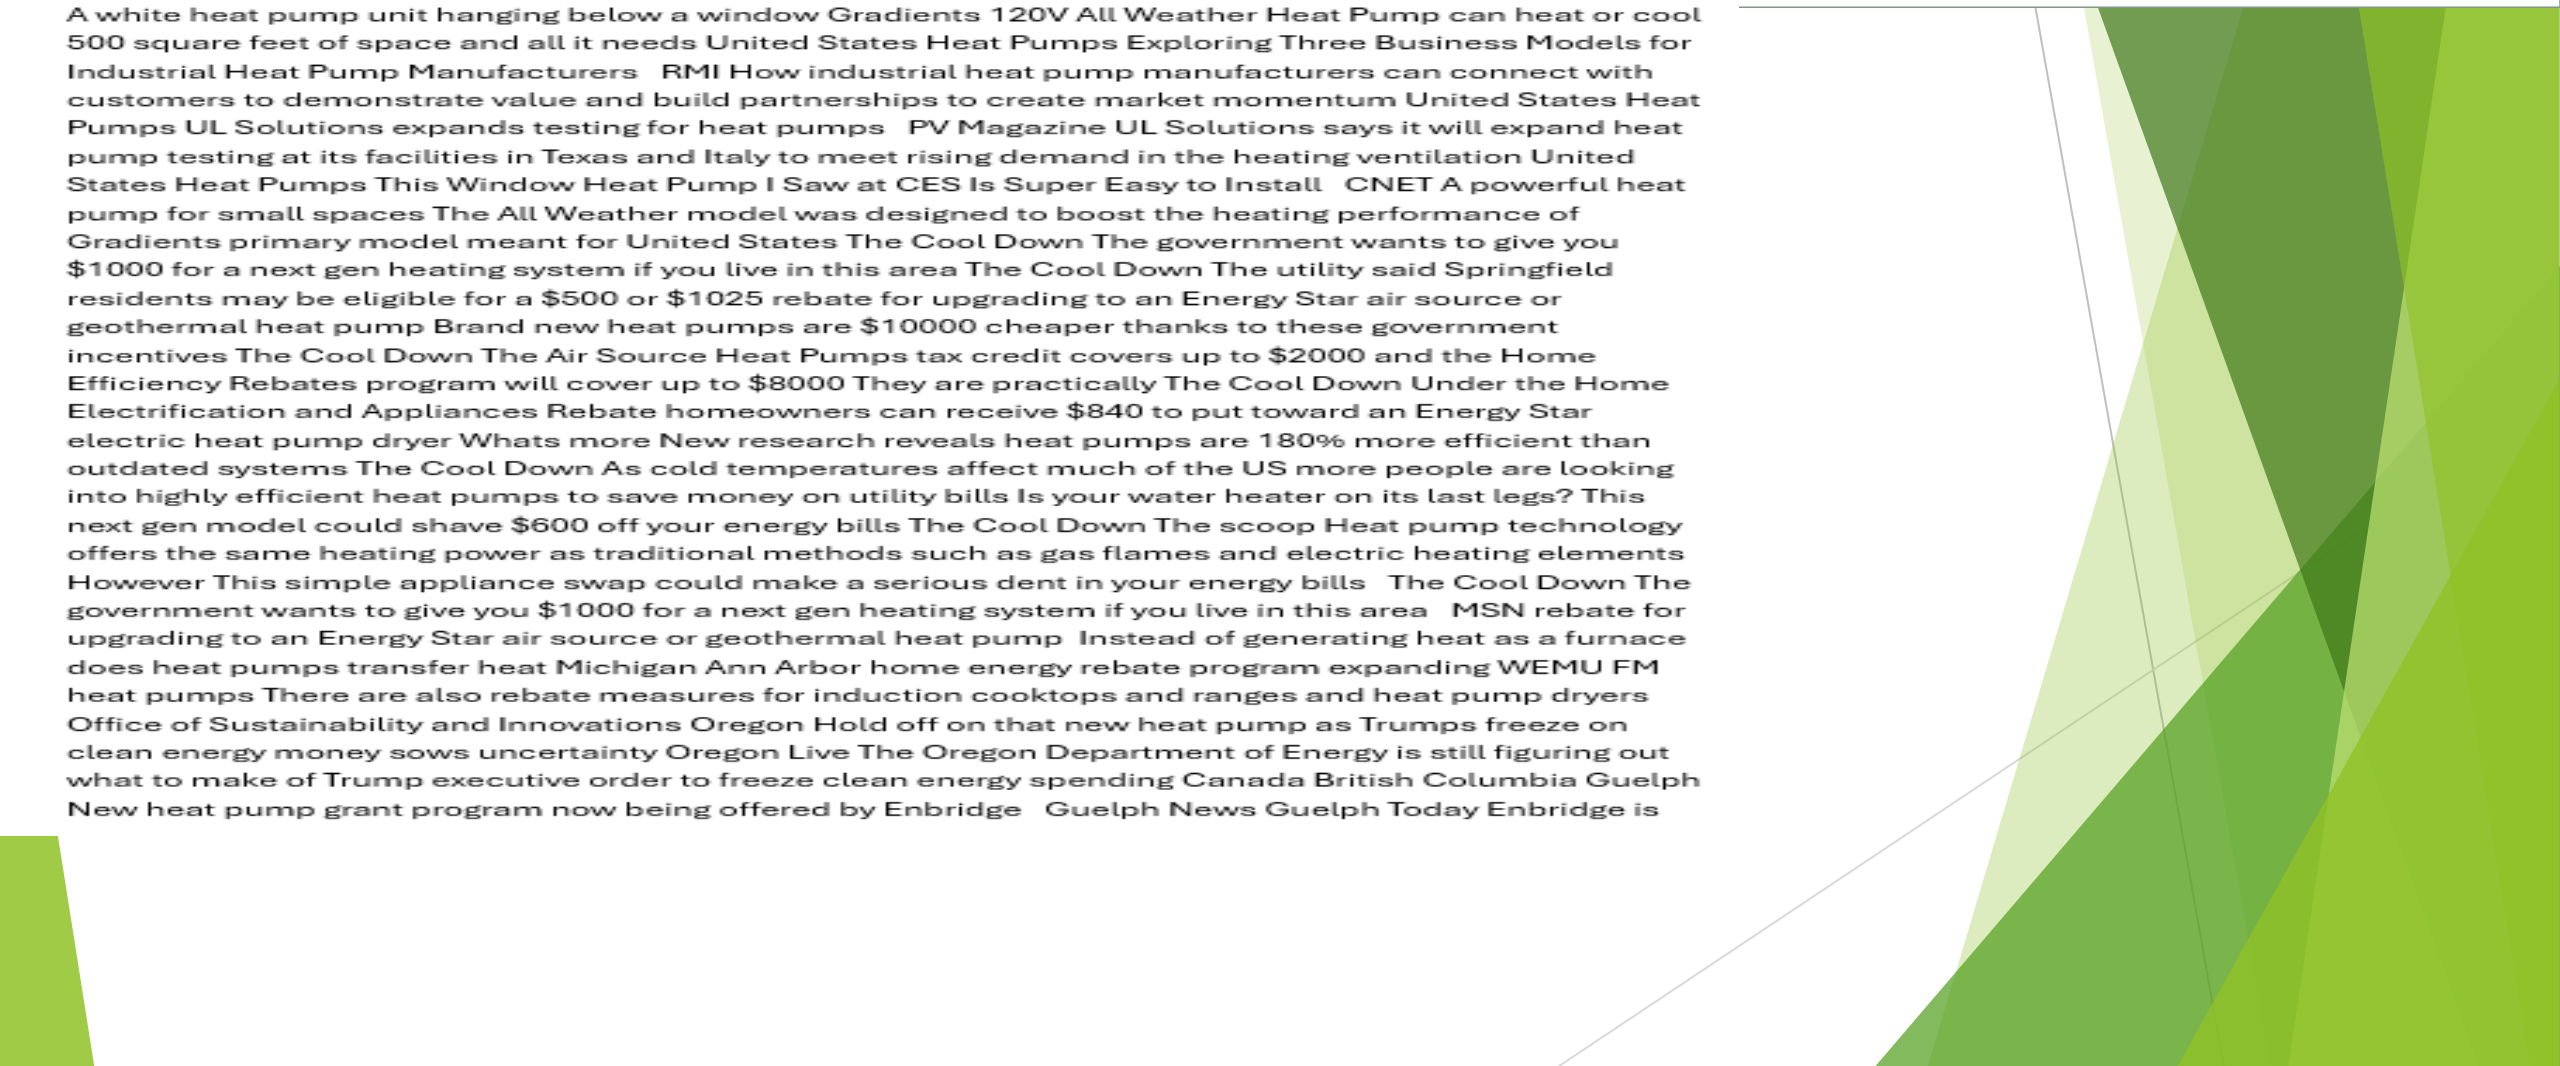 A white heat pump unit hanging below a window Gradients 120V All Weather Heat Pump can heat or cool
500 square feet of space and all it needs United States Heat Pumps Exploring Three Business Models for
Industrial Heat Pump Manufacturers   RMI How industrial heat pump manufacturers can connect with
customers to demonstrate value and build partnerships to create market momentum United States Heat
Pumps UL Solutions expands testing for heat pumps   PV Magazine UL Solutions says it will expand heat
pump testing at its facilities in Texas and Italy to meet rising demand in the heating ventilation United
States Heat Pumps This Window Heat Pump I Saw at CES Is Super Easy to Install   CNET A powerful heat
pump for small spaces The All Weather model was designed to boost the heating performance of
Gradients primary model meant for United States The Cool Down The government wants to give you
$1000 for a next gen heating system if you live in this area The Cool Down The utility said Springfield
residents may be eligible for a $500 or $1025 rebate for upgrading to an Energy Star air source or
geothermal heat pump Brand new heat pumps are $10000 cheaper thanks to these government
incentives The Cool Down The Air Source Heat Pumps tax credit covers up to $2000 and the Home
Efficiency Rebates program will cover up to $8000 They are practically The Cool Down Under the Home
Electrification and Appliances Rebate homeowners can receive $840 to put toward an Energy Star
electric heat pump dryer Whats more New research reveals heat pumps are 180% more efficient than
outdated systems The Cool Down As cold temperatures affect much of the US more people are looking
into highly efficient heat pumps to save money on utility bills Is your water heater on its last legs? This
next gen model could shave $600 off your energy bills The Cool Down The scoop Heat pump technology
offers the same heating power as traditional methods such as gas flames and electric heating elements
However This simple appliance swap could make a serious dent in your energy bills   The Cool Down The
government wants to give you $1000 for a next gen heating system if you live in this area   MSN rebate for
upgrading to an Energy Star air source or geothermal heat pump  Instead of generating heat as a furnace
does heat pumps transfer heat Michigan Ann Arbor home energy rebate program expanding WEMU FM
heat pumps There are also rebate measures for induction cooktops and ranges and heat pump dryers
Office of Sustainability and Innovations Oregon Hold off on that new heat pump as Trumps freeze on
clean energy money sows uncertainty Oregon Live The Oregon Department of Energy is still figuring out
what to make of Trump executive order to freeze clean energy spending Canada British Columbia Guelph
New heat pump grant program now being offered by Enbridge   Guelph News Guelph Today Enbridge is